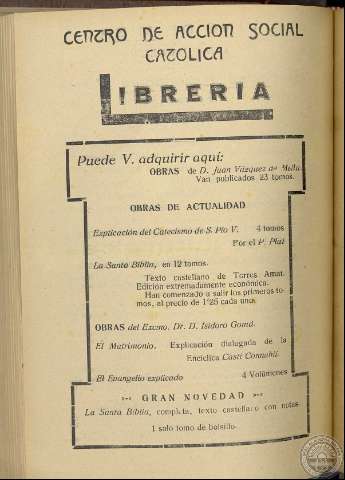 CENTRO DE ACCION SOCIAL
CATOLICA
LIBRERIA
Puede V. adquirir aquí:
OBRAS de D. Juan Vázquez de Mella.
Van publicados 23 tomos.
OBRAS DE ACTUALIDAD
Explicación del Catecismo de S. Pío V. 4 tomos
Por el P. Plat
La Santa Biblia, en 12 tomos.
Texto castellano de Torres Amat.
Edición extremadamente económica.
Han comenzado a salir los primeros to-
mos, al precio de 1'25 cada uno.
OBRAS del Excmo. Dr. D. Isidoro Gomá.
El Matrimonio. Explicación dialogada de la
Encíclica Casti Connubii.
El Evangelio explicado 4 Volúmenes
GRAN NOVEDAD
La Santa Biblia, completa, texto castellano con notas
1 solo tomo de bolsillo.